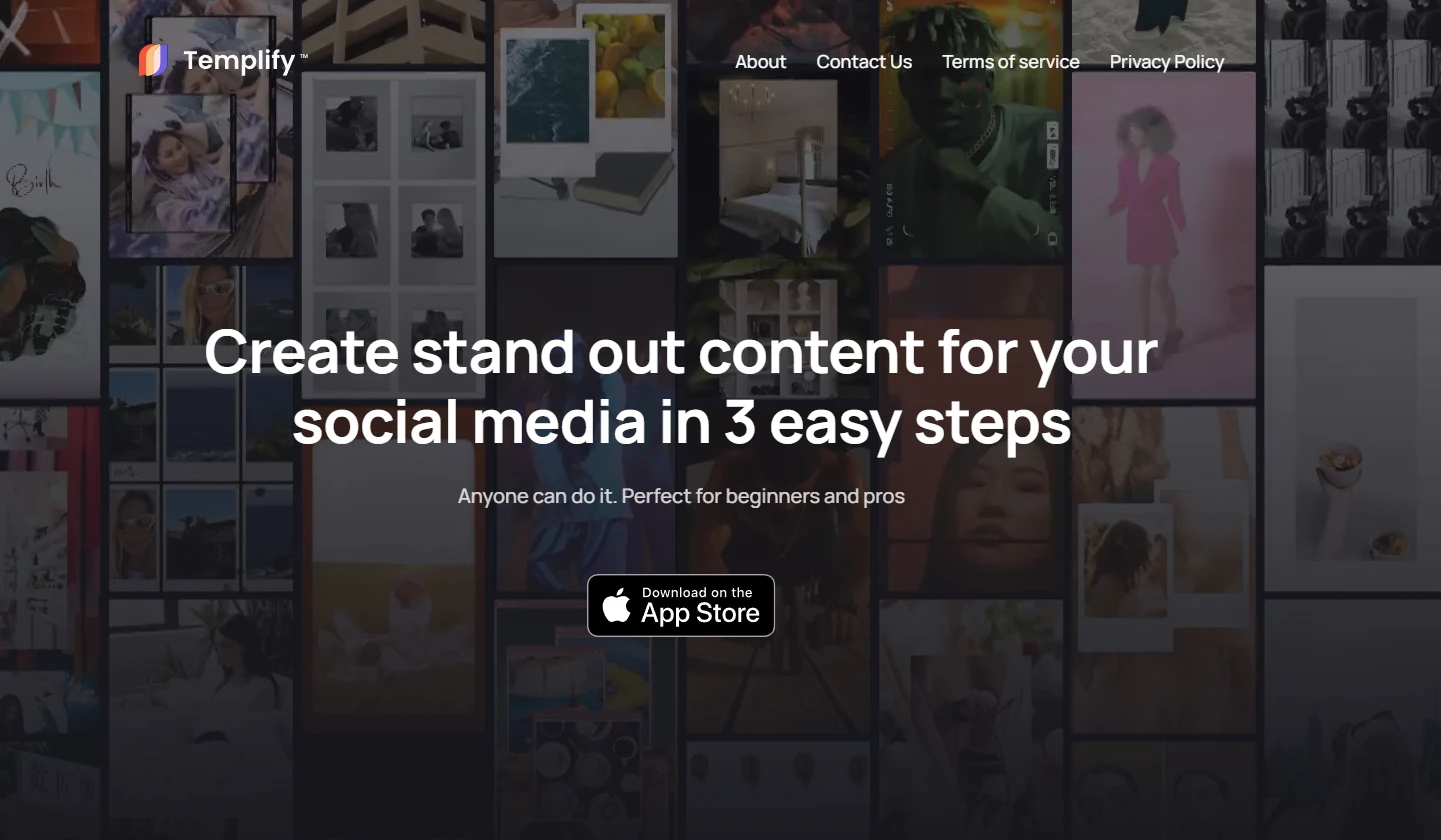 Templify™
About
Contact Us
Terms of service
Privacy Policy
Birth
Create stand out content for your
social media in 3 easy steps
Anyone can do it. Perfect for beginners and pros
Download on the
App Store